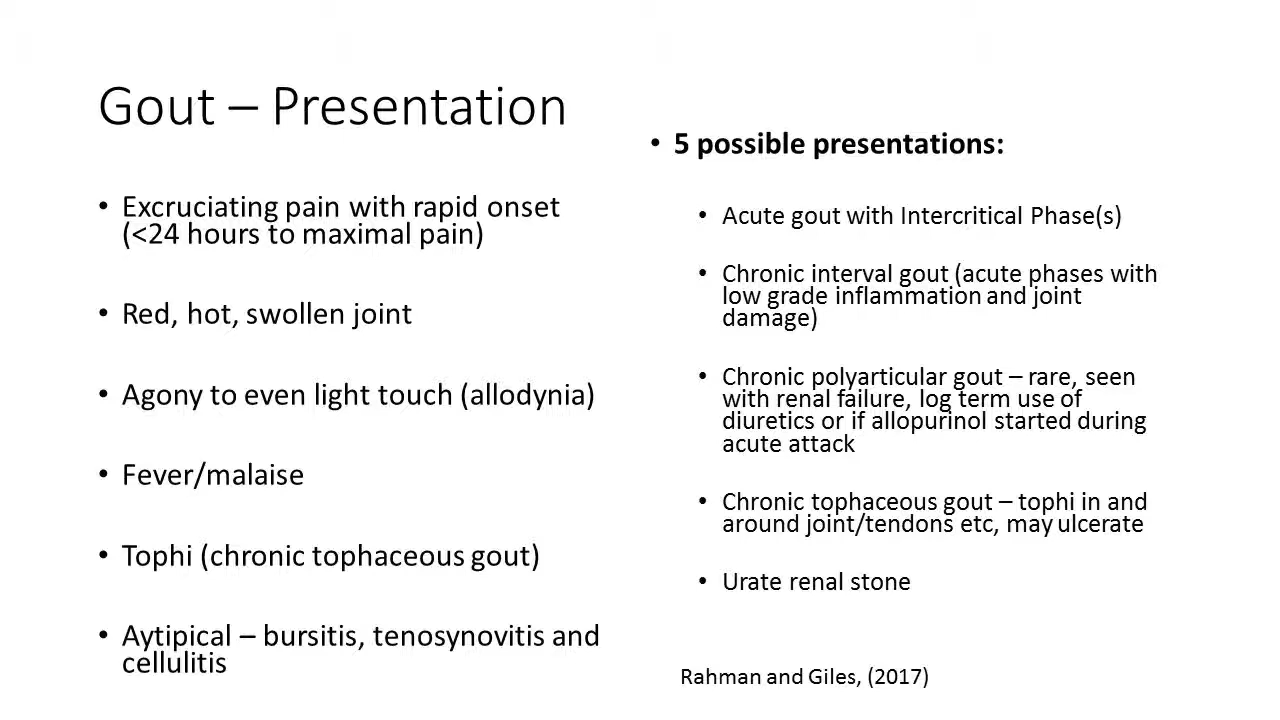 Gout – Presentation
• Excruciating pain with rapid onset
(<24 hours to maximal pain)
• Red, hot, swollen joint
• Agony to even light touch (allodynia)
• Fever/malaise
• Tophi (chronic tophaceous gout)
• Aytipical – bursitis, tenosynovitis and
cellulitis
• 5 possible presentations:
• Acute gout with Intercritical Phase(s)
• Chronic interval gout (acute phases with
low grade inflammation and joint
damage)
• Chronic polyarticular gout – rare, seen
with renal failure, log term use of
diuretics or if allopurinol started during
acute attack
• Chronic tophaceous gout – tophi in and
around joint/tendons etc, may ulcerate
• Urate renal stone
Rahman and Giles, (2017)